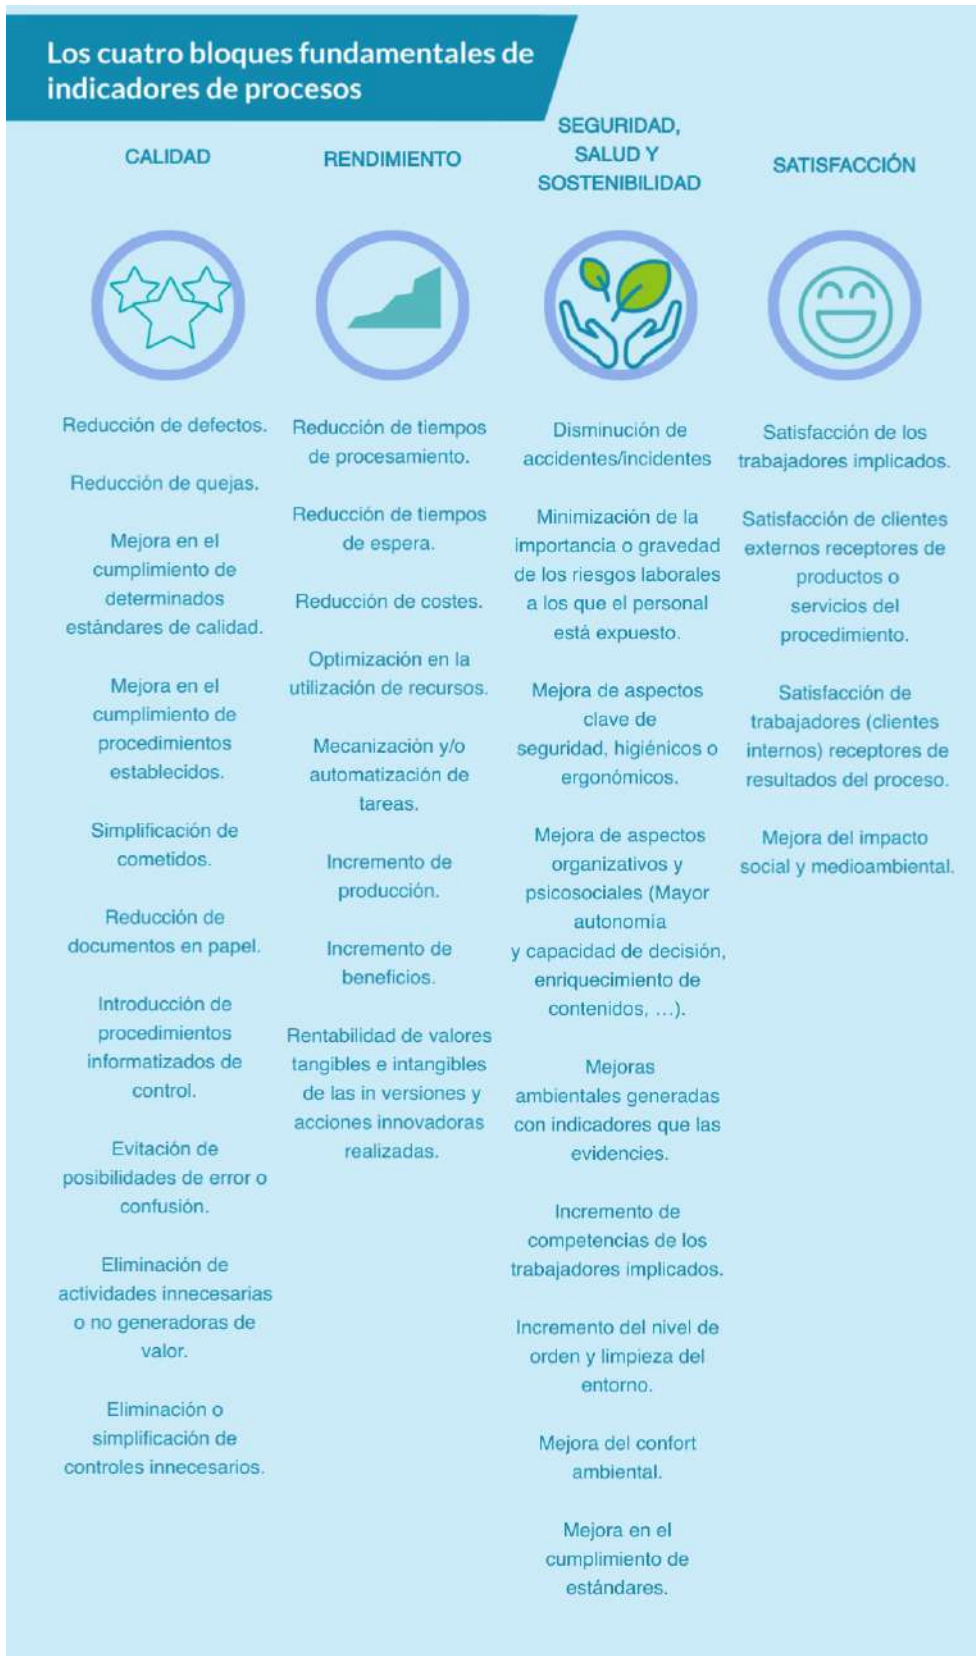 Los cuatro bloques fundamentales de
indicadores de procesos
CALIDAD
Reducción de defectos.
Reducción de quejas.
Mejora en el
cumplimiento de
determinados
estándares de calidad.
Mejora en el
cumplimiento de
procedimientos
establecidos.
Simplificación de
cometidos.
Reducción de
documentos en papel.
Introducción de
procedimientos
informatizados de
control.
Evitación de
posibilidades de error o
confusión.
Eliminación de
actividades innecesarias
o no generadoras de
valor.
Eliminación o
simplificación de
controles innecesarios.
RENDIMIENTO
Reducción de tiempos
de procesamiento.
Reducción de tiempos
de espera.
Reducción de costes.
Optimización en la
utilización de recursos.
Mecanización y/o
automatización de
tareas.
Incremento de
producción.
Incremento de
beneficios.
Rentabilidad de valores
tangibles e intangibles
de las in versiones y
acciones innovadoras
realizadas.
SEGURIDAD,
SALUD Y
SOSTENIBILIDAD
Disminución de
accidentes/incidentes
Minimización de la
importancia o gravedad
de los riesgos laborales
a los que el personal
está expuesto.
Mejora de aspectos
clave de
seguridad, higiénicos o
ergonómicos.
Mejora de aspectos
organizativos y
psicosociales (Mayor
autonomía
y capacidad de decisión,
enriquecimiento de
contenidos, ...).
Mejoras
ambientales generadas
con indicadores que las
evidencies.
Incremento de
competencias de los
trabajadores implicados.
Incremento del nivel de
orden y limpieza del
entorno.
Mejora del confort
ambiental.
Mejora en el
cumplimiento de
estándares.
SATISFACCIÓN
Satisfacción de los
trabajadores implicados.
Satisfacción de clientes
externos receptores de
productos o
servicios del
procedimiento.
Satisfacción de
trabajadores (clientes
internos) receptores de
resultados del proceso.
Mejora del impacto
social y medioambiental.